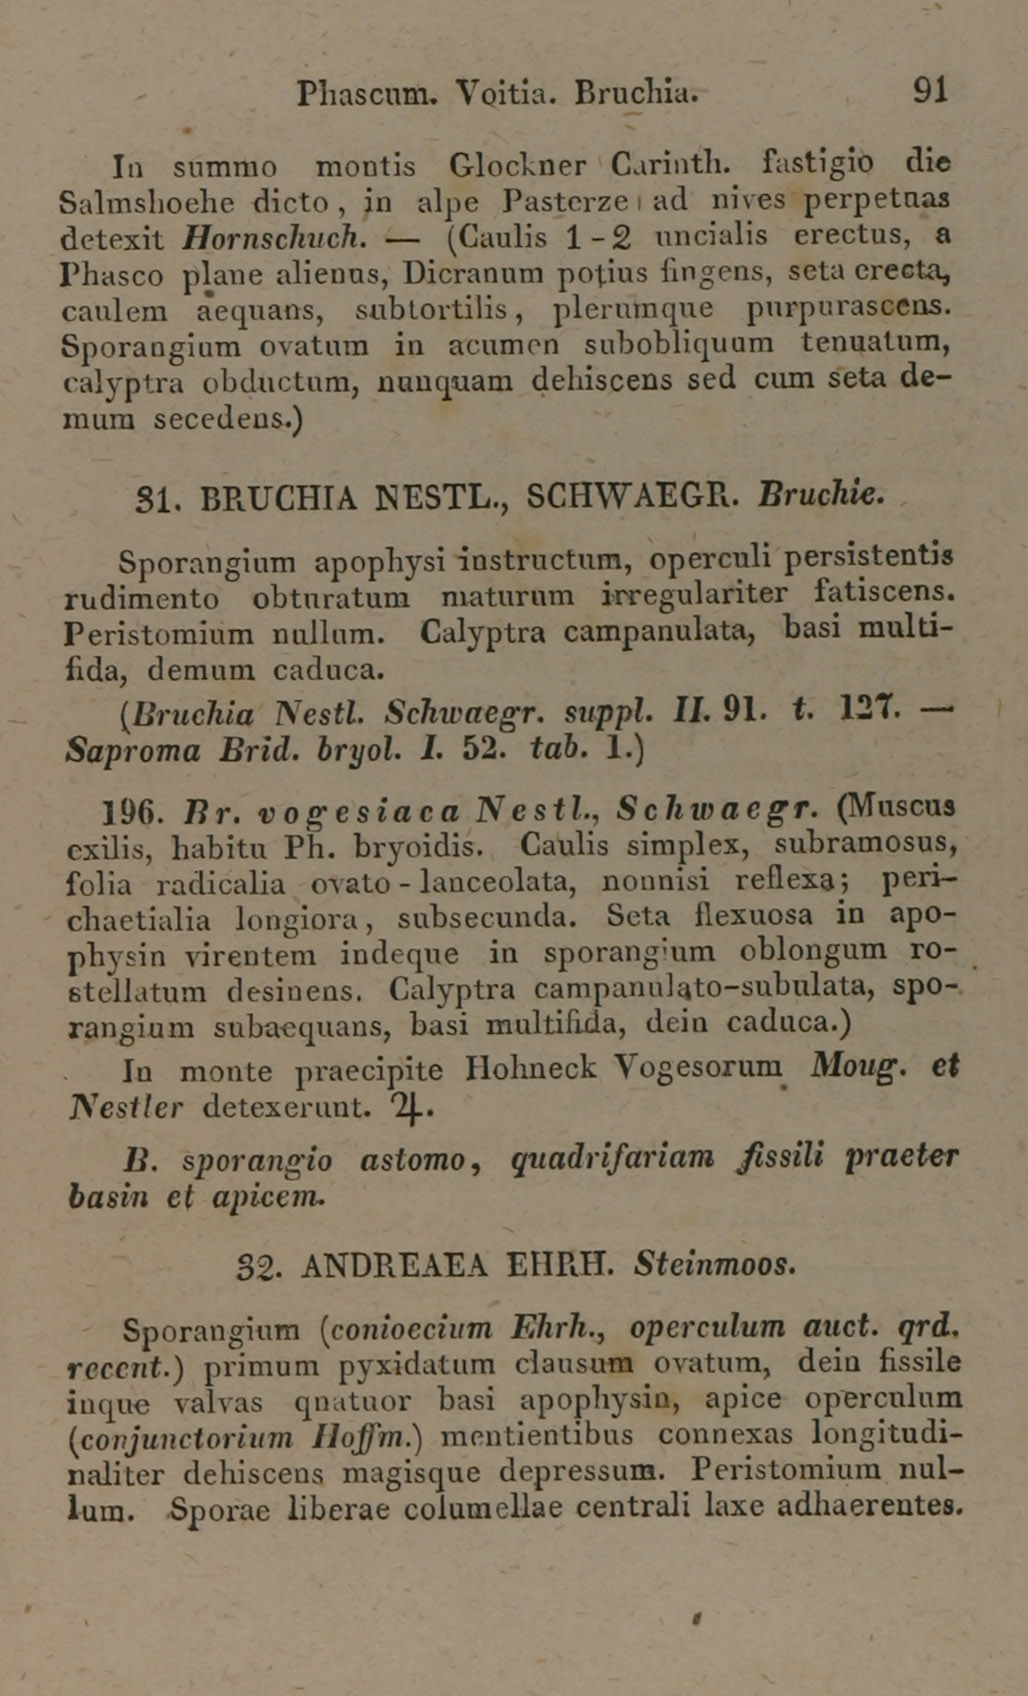 Phascum. Voitia. Bruchia. 91
In summo montis Glockner Carinth. fastigio die
Salmshoehe dicto, in alpe Pasterze ad nives perpetuas
detexit Hornschuch. — (Caulis 1-2 uncialis erectus, a
Phasco plane alienus, Dicranum potius fingens, seta erecta,
caulem aequans, subtortilis, plerumque purpurascens.
Sporangium ovatum in acumen subobliquum tenuatum,
calyptra obductum, nunquam dehiscens sed cum seta de-
mum secedens.)
31. BRUCHIA NESTL., SCHWAEGR. Bruchie.
Sporangium apophysi instructum, operculi persistentis
rudimento obturatum maturum irregulariter fatiscens.
Peristomium nullum. Calyptra campanulata, basi multi-
fida, demum caduca.
(Bruchia Nestl. Schwaegr. suppl. II. 91. t. 127. —
Saproma Brid. bryol. I. 52. tab. 1.)
196. Br. vogesiaca Nestl., Schwaegr. (Muscus
exilis, habitu Ph. bryoidis. Caulis simplex, subramosus,
folia radicalia ovato-lanceolata, nonnisi reflexa; peri-
chaetialia longiora, subsecunda. Seta flexuosa in apo-
physin virentem indeque in sporangium oblongum ro-
stellatum desinens. Calyptra campanulato-subulata, spo-
rangium subaequans, basi multifida, dein caduca.)
In monte praecipite Hohneck Vogesorum Moug. et
Nestler detexerunt. ♃.
B. sporangio astomo, quadrifariam fissili praeter
basin et apicem.
32. ANDREAEA EHRH. Steinmoos.
Sporangium (conioecium Ehrh., operculum auct. qrd.
recent.) primum pyxidatum clausum ovatum, dein fissile
inque valvas quatuor basi apophysin, apice operculum
(conjunctorium Hoffm.) mentientibus connexas longitudi-
naliter dehiscens magisque depressum. Peristomium nul-
lum. Sporae liberae columellae centrali laxe adhaerentes.